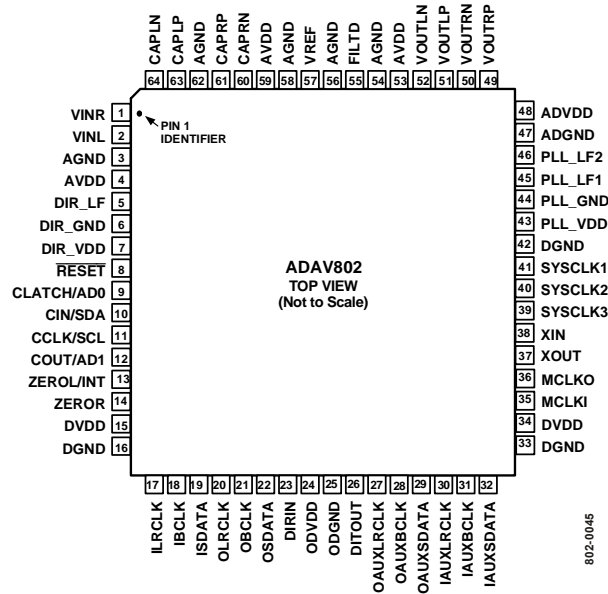 CAPLN
CAPLP
AGND
CAPRP
CAPRN
AVDD
AGND
VREF
AGND
FILTD
AGND
AVDD
VOUTLN
VOUTLP
VOUTRN
VOUTRP
64 63 62 61 60 59 58 57 56 55 54 53 52 51 50 49
VINR 1
VINL 2
AGND 3
AVDD 4
DIR_LF 5
DIR_GND 6
DIR_VDD 7
RESET 8
CLATCH/AD0 9
CIN/SDA 10
CCLK/SCL 11
COUT/AD1 12
ZEROL/INT 13
ZEROR 14
DVDD 15
DGND 16
PIN 1
IDENTIFIER
ADAV802
TOP VIEW
(Not to Scale)
48 ADVDD
47 ADGND
46 PLL_LF2
45 PLL_LF1
44 PLL_GND
43 PLL_VDD
42 DGND
41 SYSCLK1
40 SYSCLK2
39 SYSCLK3
38 XIN
37 XOUT
36 MCLKO
35 MCLKI
34 DVDD
33 DGND
17 18 19 20 21 22 23 24 25 26 27 28 29 30 31 32
ILRCLK
IBCLK
ISDATA
OLRCLK
OBCLK
OSDATA
DIRIN
ODVDD
ODGND
DITOUT
OAUXLRCLK
OAUXBCLK
OAUXSDATA
IAUXLRCLK
IAUXBCLK
IAUXSDATA
802-0045